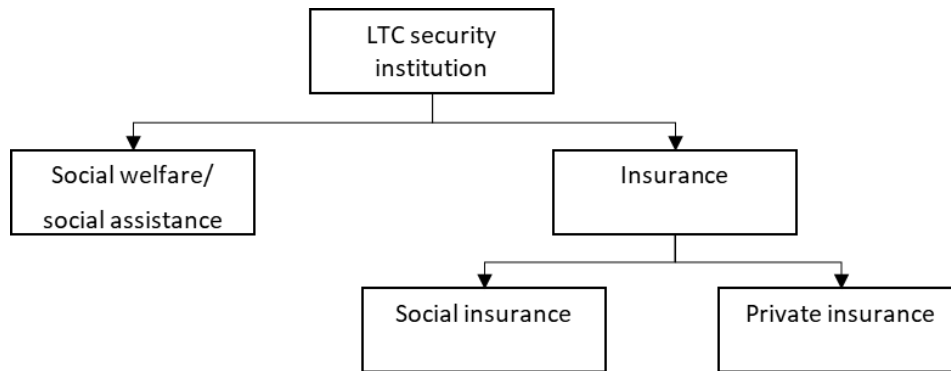 LTC security
institution
Social welfare/
social assistance
Insurance
Social insurance
Private insurance